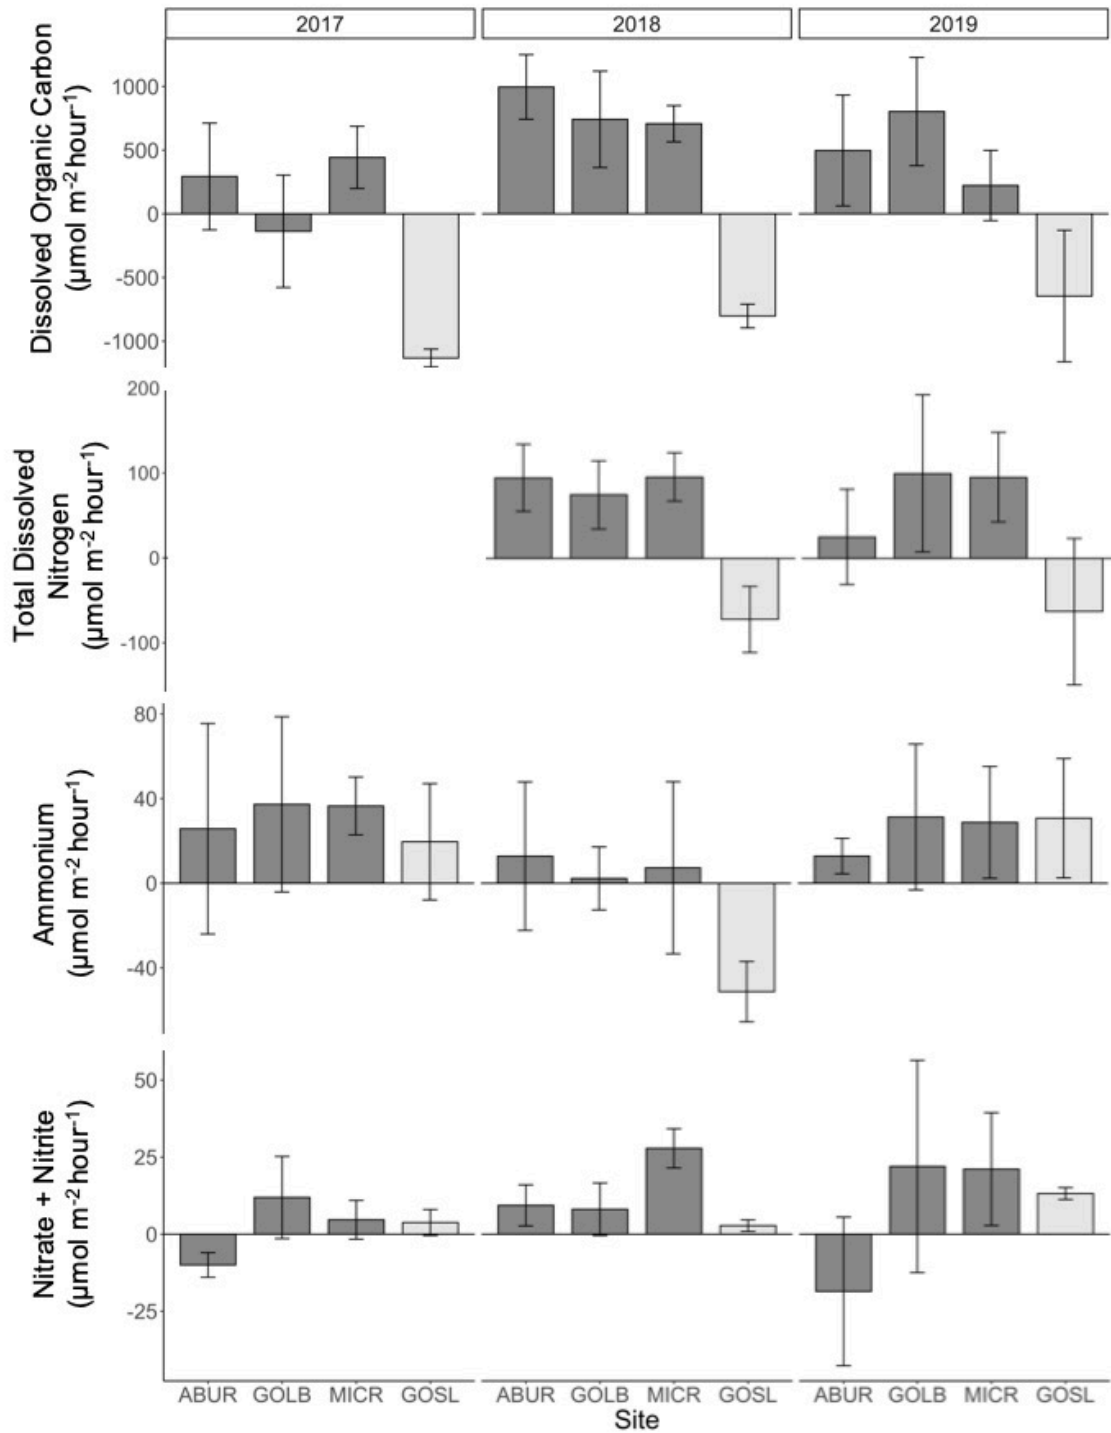 2017 2018 2019
Dissolved Organic Carbon
(µmol m⁻² hour⁻¹)
1000
500
0
-500
-1000
Total Dissolved
Nitrogen
(µmol m⁻² hour⁻¹)
200
100
0
-100
Ammonium
(µmol m⁻² hour⁻¹)
80
40
0
-40
Nitrate + Nitrite
(µmol m⁻² hour⁻¹)
50
25
0
-25
ABUR GOLB MICR GOSL ABUR GOLB MICR GOSL ABUR GOLB MICR GOSL
Site